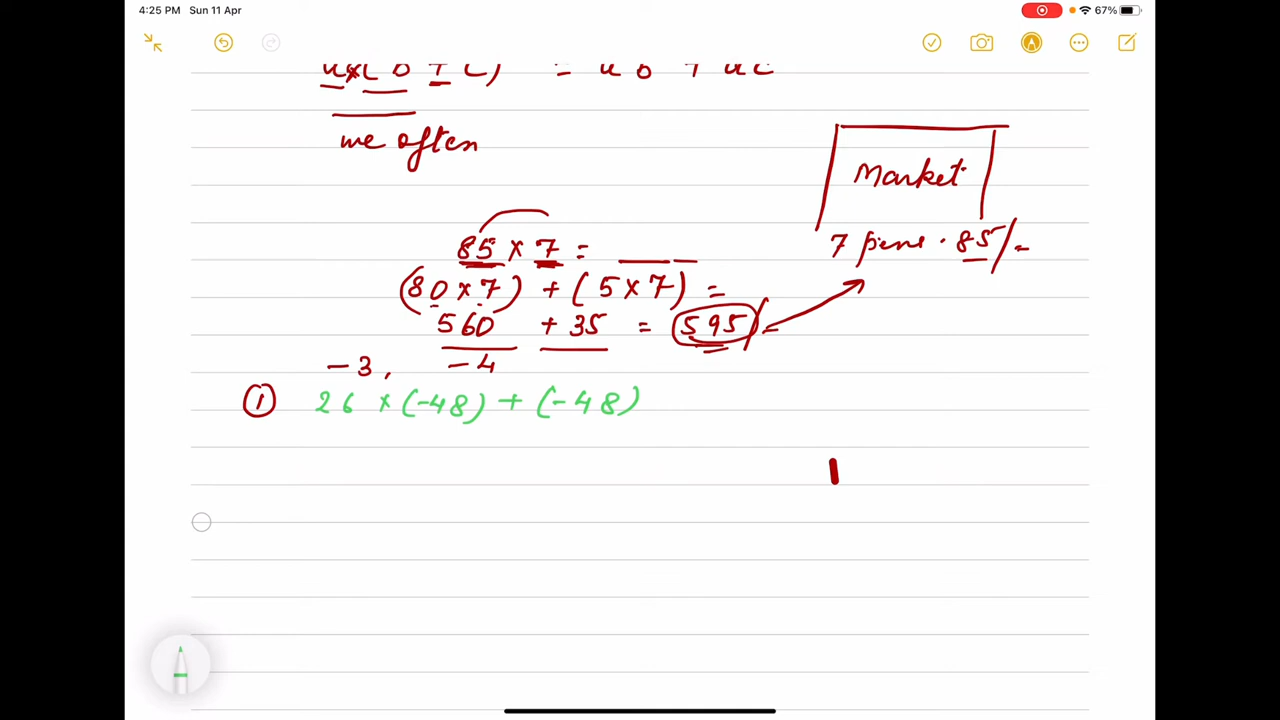 4:25 PM Sun 11 Apr
67%
we often
Market
7 pens . 85/=
85 × 7 =
(80 × 7) + (5 × 7) =
560 + 35 = 595/=
-3, -4
① 26 × (-48) + (-48)